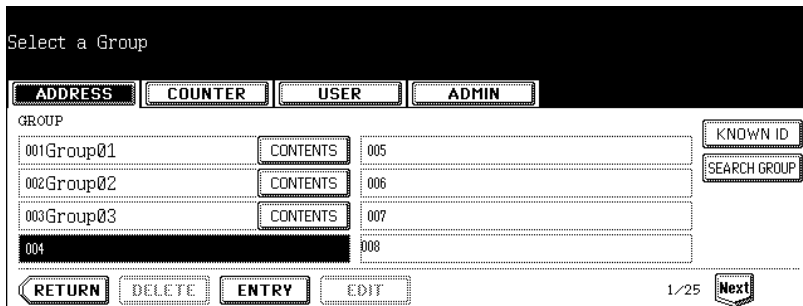 Select a Group
ADDRESS COUNTER USER ADMIN
GROUP
KNOWN ID
001Group01 CONTENTS 005
SEARCH GROUP
002Group02 CONTENTS 006
003Group03 CONTENTS 007
004 008
RETURN DELETE ENTRY EDIT 1/25 Next